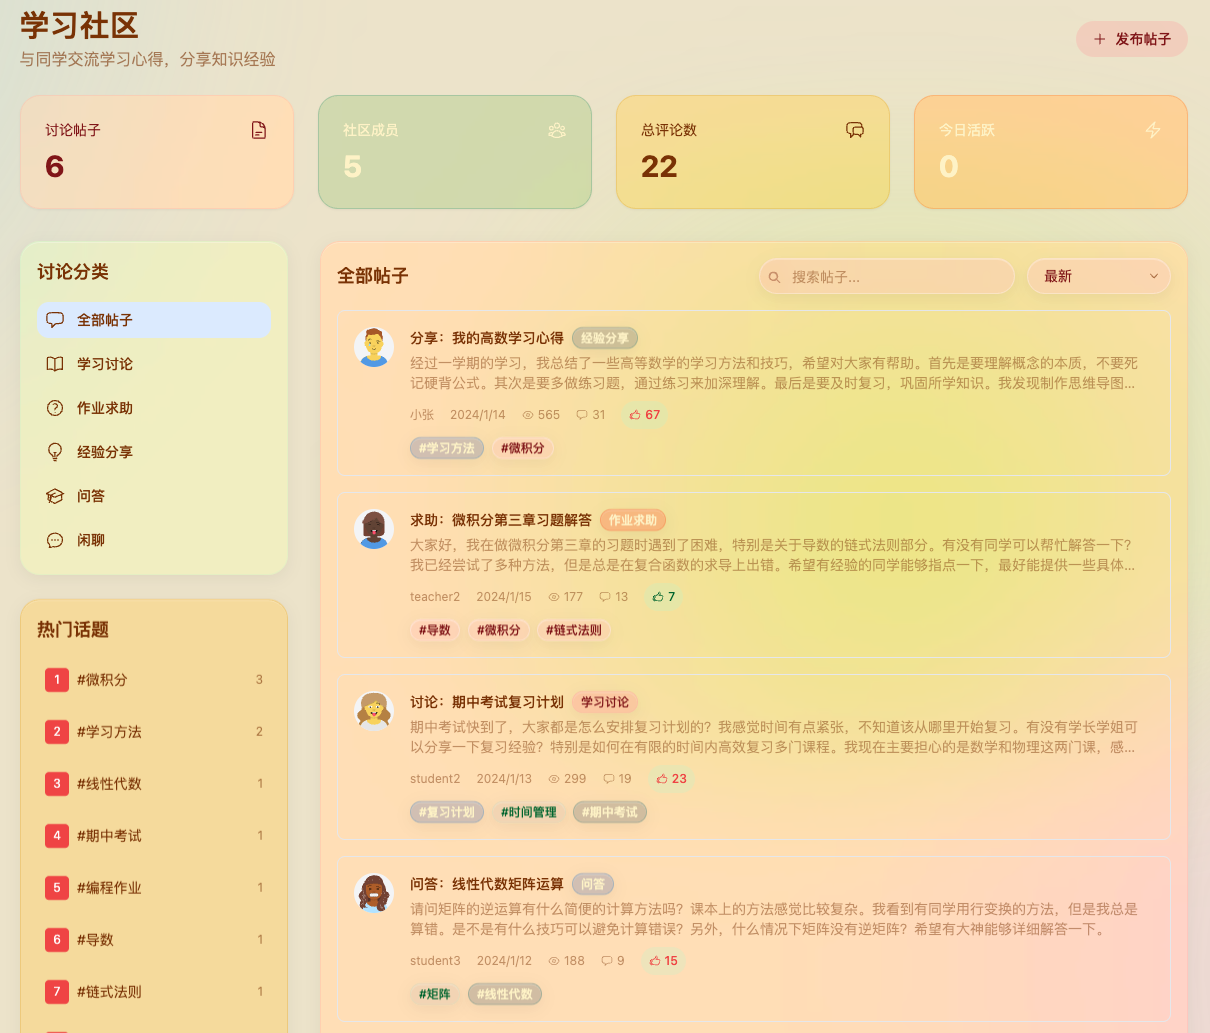 学习社区
与同学交流学习心得，分享知识经验
发布帖子
讨论帖子
6
社区成员
5
总评论数
22
今日活跃
0
讨论分类
全部帖子
学习讨论
作业求助
经验分享
问答
闲聊
热门话题
1 #微积分 3
2 #学习方法 2
3 #线性代数 1
4 #期中考试 1
5 #编程作业 1
6 #导数 1
7 #链式法则 1
全部帖子
搜索帖子...
最新
分享：我的高数学习心得 经验分享
经过一学期的学习，我总结了一些高等数学的学习方法和技巧，希望对大家有帮助。首先是要理解概念的本质，不要死
记硬背公式。其次是要多做练习题，通过练习来加深理解。最后是要及时复习，巩固所学知识。我发现制作思维导图...
小张 2024/1/14 565 31 67
#学习方法 #微积分
求助：微积分第三章习题解答 作业求助
大家好，我在做微积分第三章的习题时遇到了困难，特别是关于导数的链式法则部分。有没有同学可以帮忙解答一下？
我已经尝试了多种方法，但是总是在复合函数的求导上出错。希望有经验的同学能够指点一下，最好能提供一些具体...
teacher2 2024/1/15 177 13 7
#导数 #微积分 #链式法则
讨论：期中考试复习计划 学习讨论
期中考试快到了，大家都是怎么安排复习计划的？我感觉时间有点紧张，不知道该从哪里开始复习。有没有学长学姐可
以分享一下复习经验？特别是如何在有限的时间内高效复习多门课程。我现在主要担心的是数学和物理这两门课，感...
student2 2024/1/13 299 19 23
#复习计划 #时间管理 #期中考试
问答：线性代数矩阵运算 问答
请问矩阵的逆运算有什么简便的计算方法吗？课本上的方法感觉比较复杂。我看到有同学用行变换的方法，但是我总是
算错。是不是有什么技巧可以避免计算错误？另外，什么情况下矩阵没有逆矩阵？希望有大神能够详细解答一下。
student3 2024/1/12 188 9 15
#矩阵 #线性代数